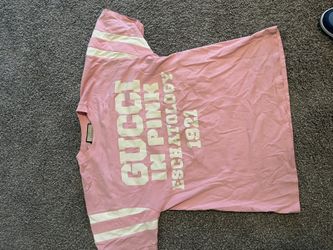 GUCCI
IN PINK
ESCHATOLOGY
1921